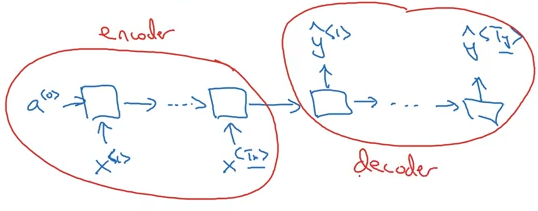 encoder
ŷ<1> ŷ<Ty>
a<0> → □ → ..... → □ → □ → ... → □
x<1> x<Tx>
decoder